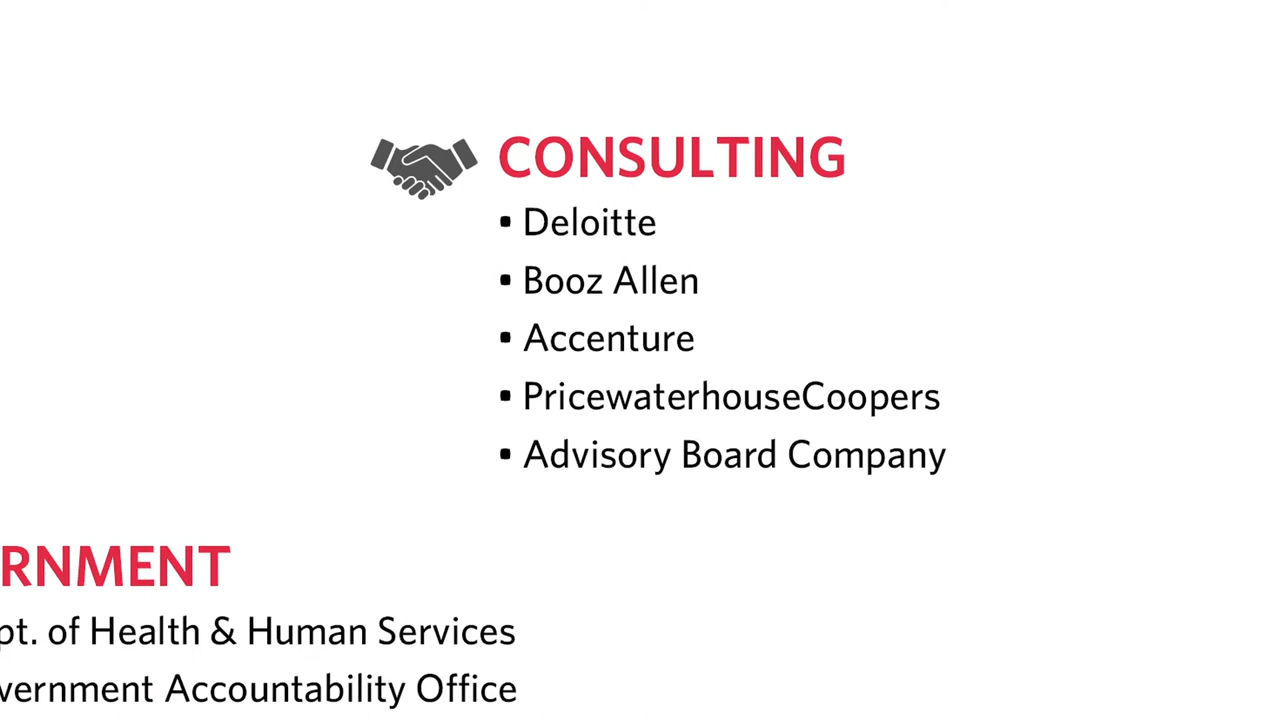 CONSULTING
▪ Deloitte
▪ Booz Allen
▪ Accenture
▪ PricewaterhouseCoopers
▪ Advisory Board Company
RNMENT
pt. of Health & Human Services
vernment Accountability Office